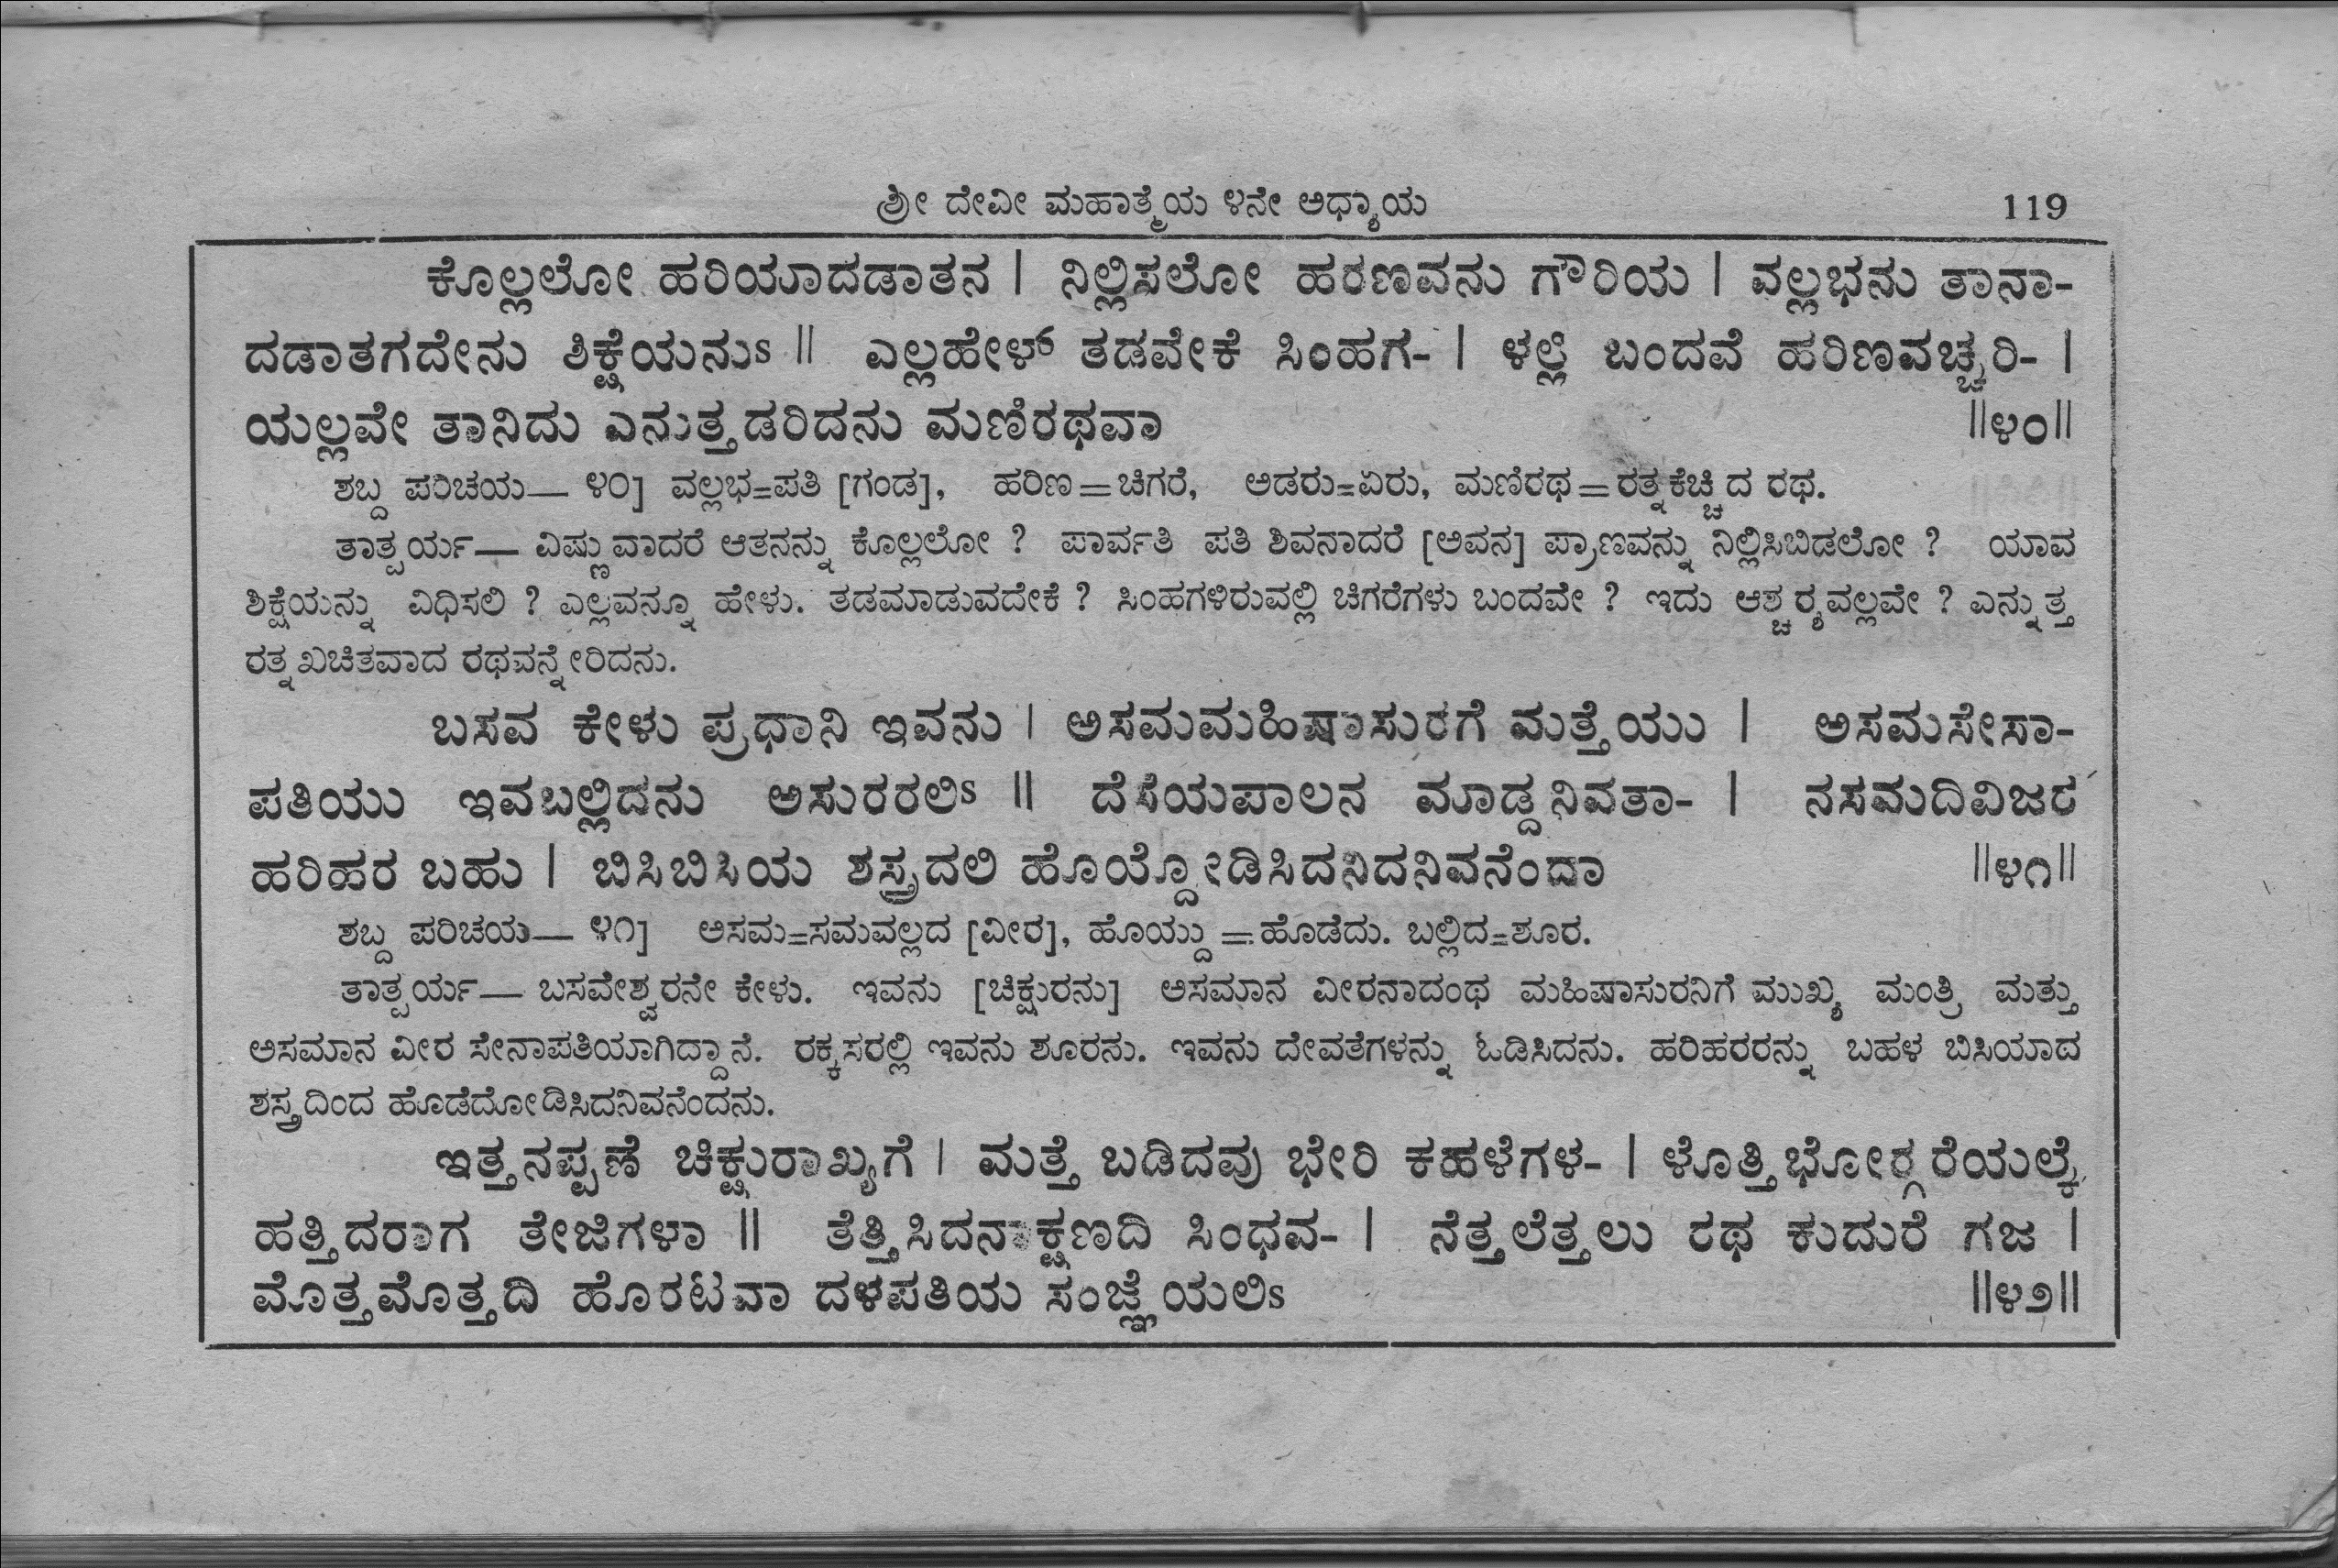 ಶ್ರೀ ದೇವೀ ಮಹಾತ್ಮೆಯ ೪ನೇ ಅಧ್ಯಾಯ 119
ಕೊಲ್ಲಲೋ ಹರಿಯಾದಡಾತನ | ನಿಲ್ಲಿಸಲೋ ಹರಣವನು ಗೌರಿಯ | ವಲ್ಲಭನು ತಾನಾ-
ದಡಾತಗದೇನು ಶಿಕ್ಷೆಯನುs || ಎಲ್ಲಹೇಳ್ ತಡವೇಕೆ ಸಿಂಹಗ- | ಳಲ್ಲಿ ಬಂದವೆ ಹರಿಣವಚ್ಚರಿ- |
ಯಲ್ಲವೇ ತಾನಿದು ಎನುತ್ತಡರಿದನು ಮಣಿರಥವಾ ||೪೦||
ಶಬ್ದ ಪರಿಚಯ— ೪೦] ವಲ್ಲಭ=ಪತಿ [ಗಂಡ], ಹರಿಣ=ಚಿಗರೆ, ಅಡರು=ಏರು, ಮಣಿರಥ=ರತ್ನಕೆಚ್ಚಿದ ರಥ.
ತಾತ್ಪರ್ಯ— ವಿಷ್ಣುವಾದರೆ ಆತನನ್ನು ಕೊಲ್ಲಲೋ ? ಪಾರ್ವತಿ ಪತಿ ಶಿವನಾದರೆ [ಅವನ] ಪ್ರಾಣವನ್ನು ನಿಲ್ಲಿಸಿಬಿಡಲೋ ? ಯಾವ
ಶಿಕ್ಷೆಯನ್ನು ವಿಧಿಸಲಿ ? ಎಲ್ಲವನ್ನೂ ಹೇಳು. ತಡಮಾಡುವದೇಕೆ ? ಸಿಂಹಗಳಿರುವಲ್ಲಿ ಚಿಗರೆಗಳು ಬಂದವೇ ? ಇದು ಆಶ್ಚರ‍್ಯವಲ್ಲವೇ ? ಎನ್ನುತ್ತ
ರತ್ನಖಚಿತವಾದ ರಥವನ್ನೇರಿದನು.
ಬಸವ ಕೇಳು ಪ್ರಧಾನಿ ಇವನು | ಅಸಮಮಹಿಷಾಸುರಗೆ ಮತ್ತೆಯು | ಅಸಮಸೇಸಾ-
ಪತಿಯು ಇವಬಲ್ಲಿದನು ಅಸುರರಲಿs || ದೆಸೆಯಪಾಲನ ಮಾಡ್ದನಿವತಾ- | ನಸಮದಿವಿಜರ
ಹರಿಹರ ಬಹು | ಬಿಸಿಬಿಸಿಯ ಶಸ್ತ್ರದಲಿ ಹೊಯ್ದೋಡಿಸಿದನಿದನಿವನೆಂದಾ ||೪೧||
ಶಬ್ದ ಪರಿಚಯ— ೪೧] ಅಸಮ=ಸಮವಲ್ಲದ [ವೀರ], ಹೊಯ್ದು=ಹೊಡೆದು. ಬಲ್ಲಿದ=ಶೂರ.
ತಾತ್ಪರ್ಯ— ಬಸವೇಶ್ವರನೇ ಕೇಳು. ಇವನು [ಚಿಕ್ಷುರನು] ಅಸಮಾನ ವೀರನಾದಂಥ ಮಹಿಷಾಸುರನಿಗೆ ಮುಖ್ಯ ಮಂತ್ರಿ ಮತ್ತು
ಅಸಮಾನ ವೀರ ಸೇನಾಪತಿಯಾಗಿದ್ದಾನೆ. ರಕ್ಕಸರಲ್ಲಿ ಇವನು ಶೂರನು. ಇವನು ದೇವತೆಗಳನ್ನು ಓಡಿಸಿದನು. ಹರಿಹರರನ್ನು ಬಹಳ ಬಿಸಿಯಾದ
ಶಸ್ತ್ರದಿಂದ ಹೊಡೆದೋಡಿಸಿದನಿವನೆಂದನು.
ಇತ್ತನಪ್ಪಣೆ ಚಿಕ್ಷುರಾಖ್ಯಗೆ | ಮತ್ತೆ ಬಡಿದವು ಭೇರಿ ಕಹಳೆಗಳ- | ಳೊತ್ತಿಭೋರ‍್ಗರೆಯಲ್ಕೆ
ಹತ್ತಿದರಾಗ ತೇಜಿಗಳಾ || ತೆತ್ತಿಸಿದನಾಕ್ಷಣದಿ ಸಿಂಧವ- | ನೆತ್ತಲೆತ್ತಲು ರಥ ಕುದುರೆ ಗಜ |
ಮೊತ್ತಮೊತ್ತದಿ ಹೊರಟವಾ ದಳಪತಿಯ ಸಂಜ್ಞೆಯಲಿs ||೪೨||